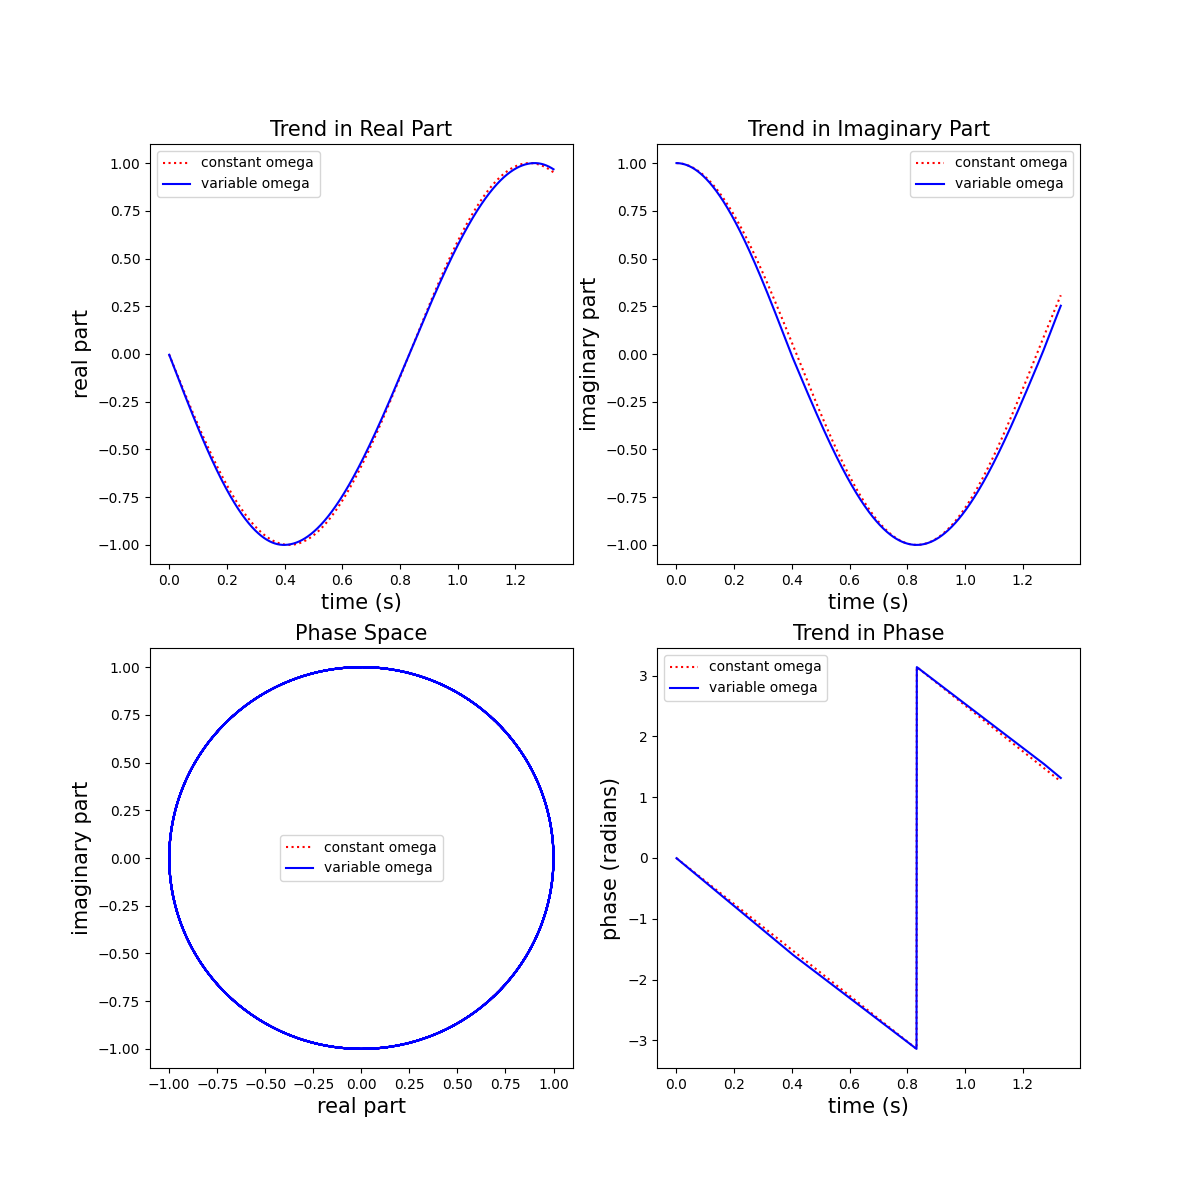 Trend in Real Part
constant omega
variable omega
1.00
0.75
0.50
0.25
0.00
−0.25
−0.50
−0.75
−1.00
real part
0.0 0.2 0.4 0.6 0.8 1.0 1.2
time (s)
Trend in Imaginary Part
constant omega
variable omega
1.00
0.75
0.50
0.25
0.00
−0.25
−0.50
−0.75
−1.00
imaginary part
0.0 0.2 0.4 0.6 0.8 1.0 1.2
time (s)
Phase Space
1.00
0.75
0.50
0.25
0.00
−0.25
−0.50
−0.75
−1.00
imaginary part
constant omega
variable omega
−1.00 −0.75 −0.50 −0.25 0.00 0.25 0.50 0.75 1.00
real part
Trend in Phase
constant omega
variable omega
3
2
1
0
−1
−2
−3
phase (radians)
0.0 0.2 0.4 0.6 0.8 1.0 1.2
time (s)